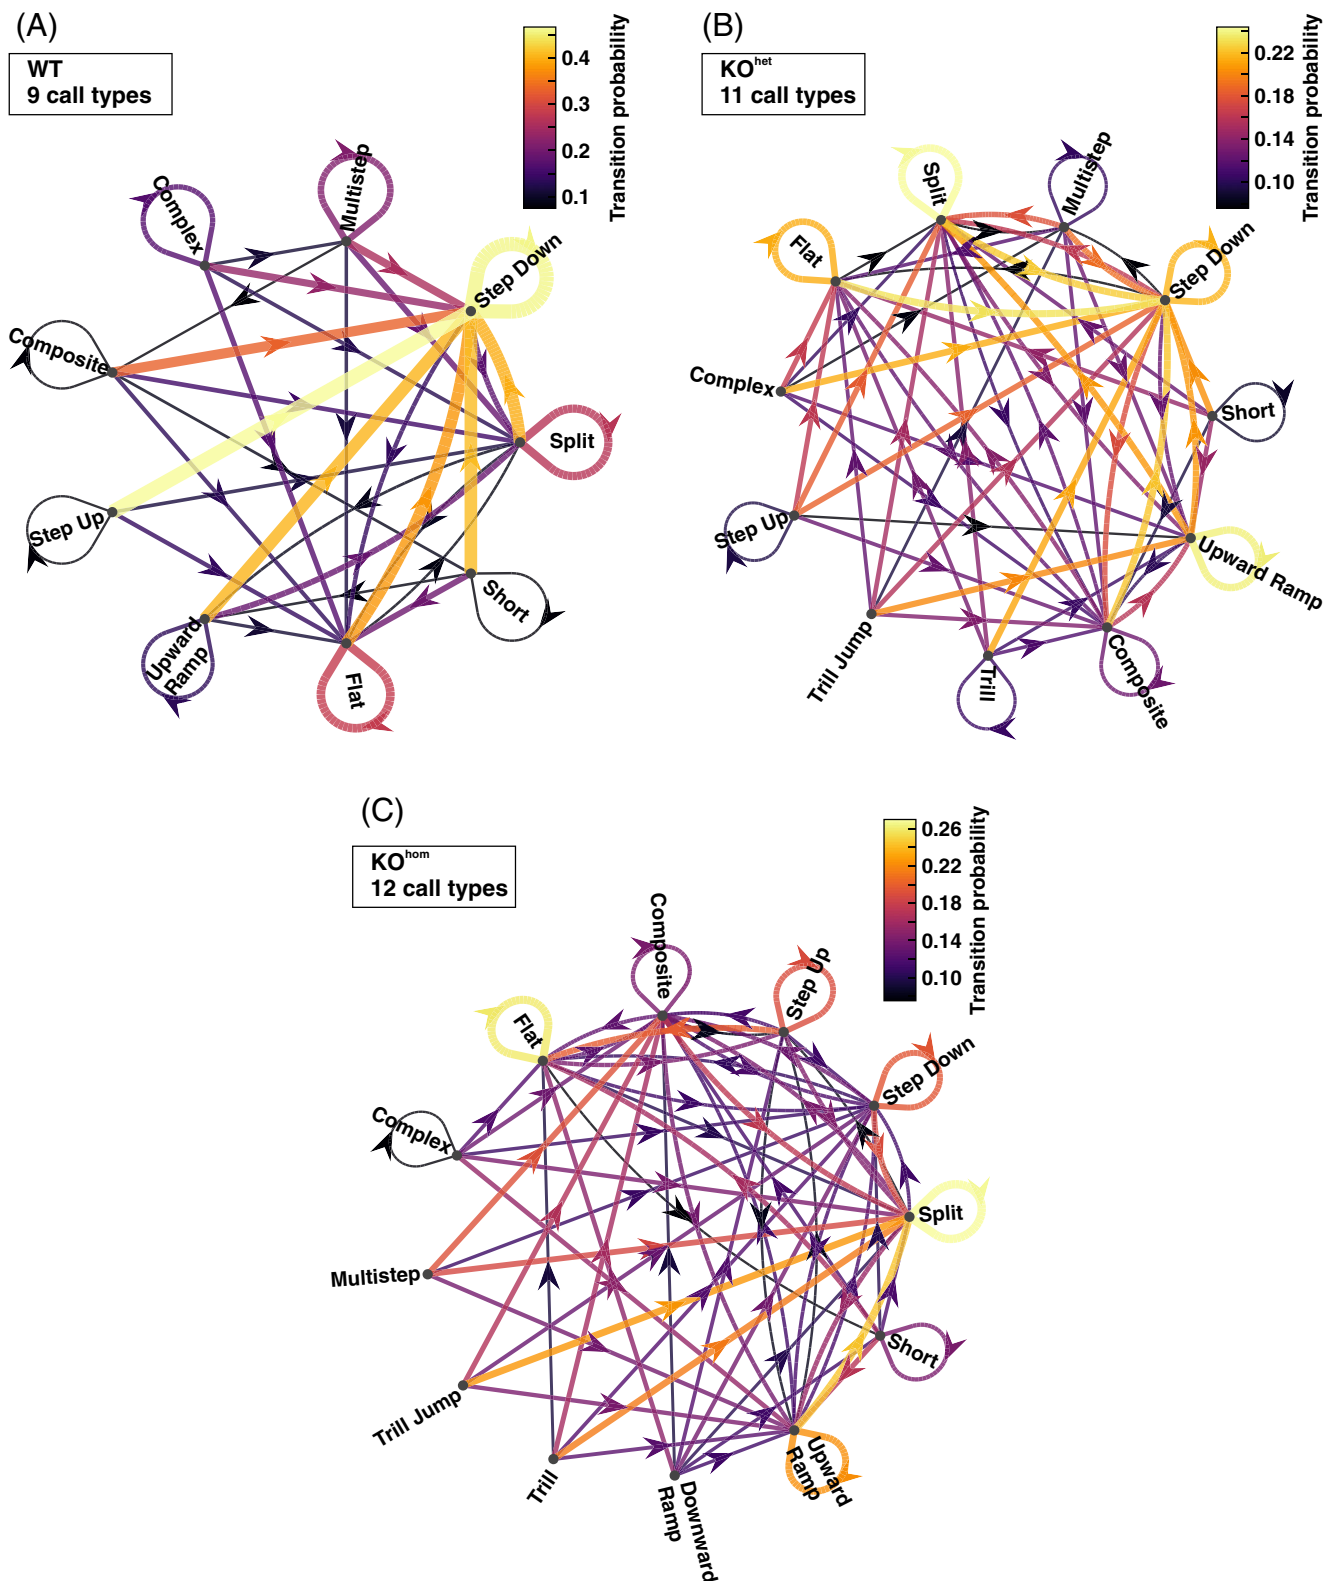 (A)
WT
9 call types
0.4
0.3
0.2
0.1
Transition probability
Multistep
Complex
Step Down
Composite
Split
Step Up
Short
Upward
Ramp
Flat
(B)
KOhet
11 call types
0.22
0.18
0.14
0.10
Transition probability
Split
Multistep
Flat
Step Down
Complex
Short
Step Up
Upward Ramp
Trill Jump
Trill
Composite
(C)
KOhom
12 call types
0.26
0.22
0.18
0.14
0.10
Transition probability
Composite
Step Up
Flat
Step Down
Complex
Split
Multistep
Short
Trill Jump
Upward
Ramp
Trill
Downward
Ramp